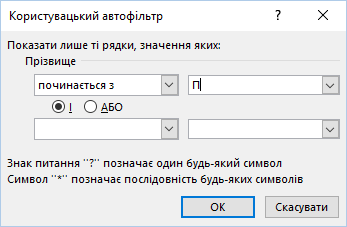 Користувацький автофільтр
Показати лише ті рядки, значення яких:
Прізвище
починається з П
І АБО
Знак питання "?" позначає один будь-який символ
Символ "*" позначає послідовність будь-яких символів
ОК Скасувати